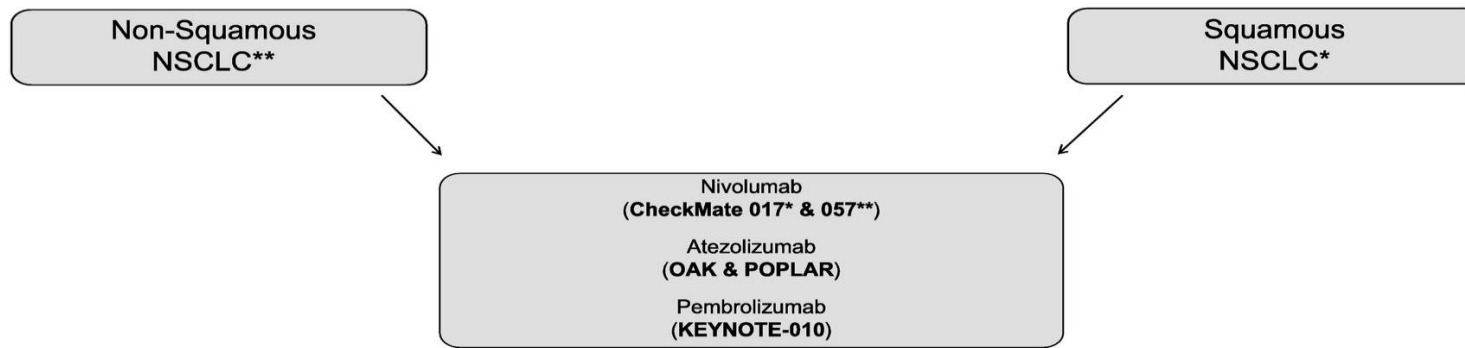 Non-Squamous
NSCLC**
Squamous
NSCLC*
Nivolumab
(CheckMate 017* & 057**)
Atezolizumab
(OAK & POPLAR)
Pembrolizumab
(KEYNOTE-010)